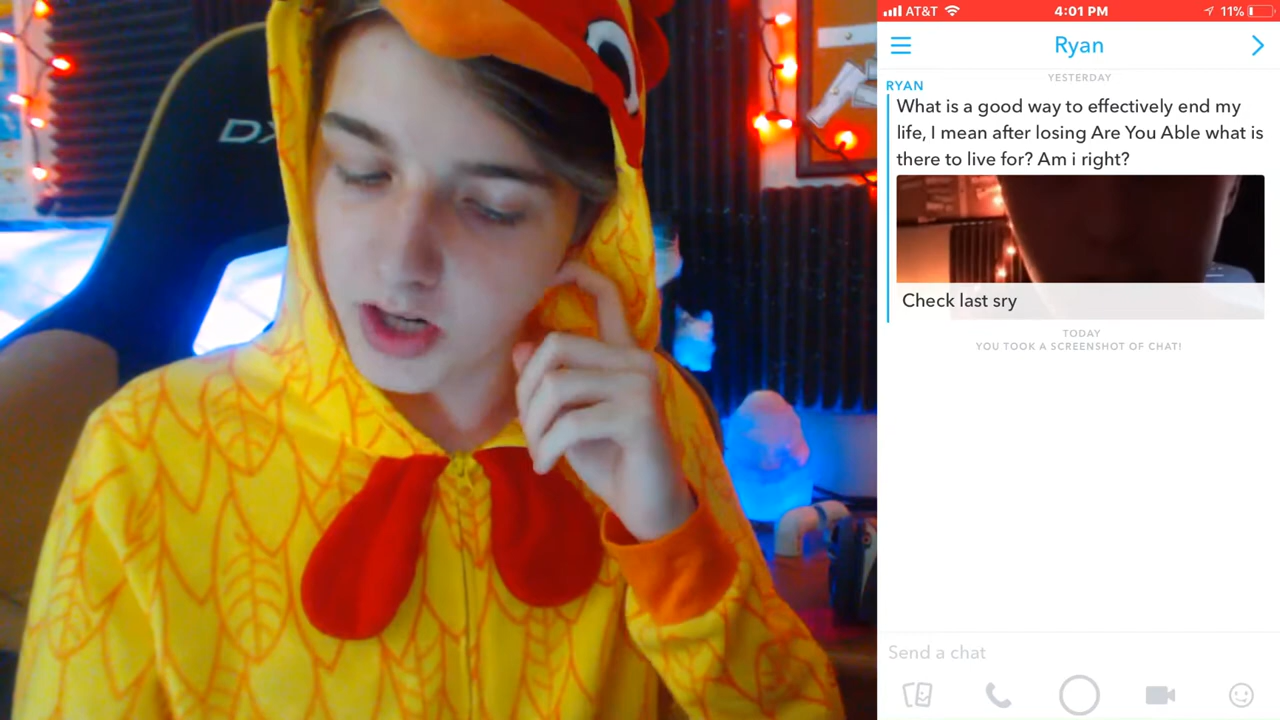 DX
AT&T
4:01 PM
11%
Ryan
YESTERDAY
RYAN
What is a good way to effectively end my
life, I mean after losing Are You Able what is
there to live for? Am i right?
Check last sry
TODAY
YOU TOOK A SCREENSHOT OF CHAT!
Send a chat